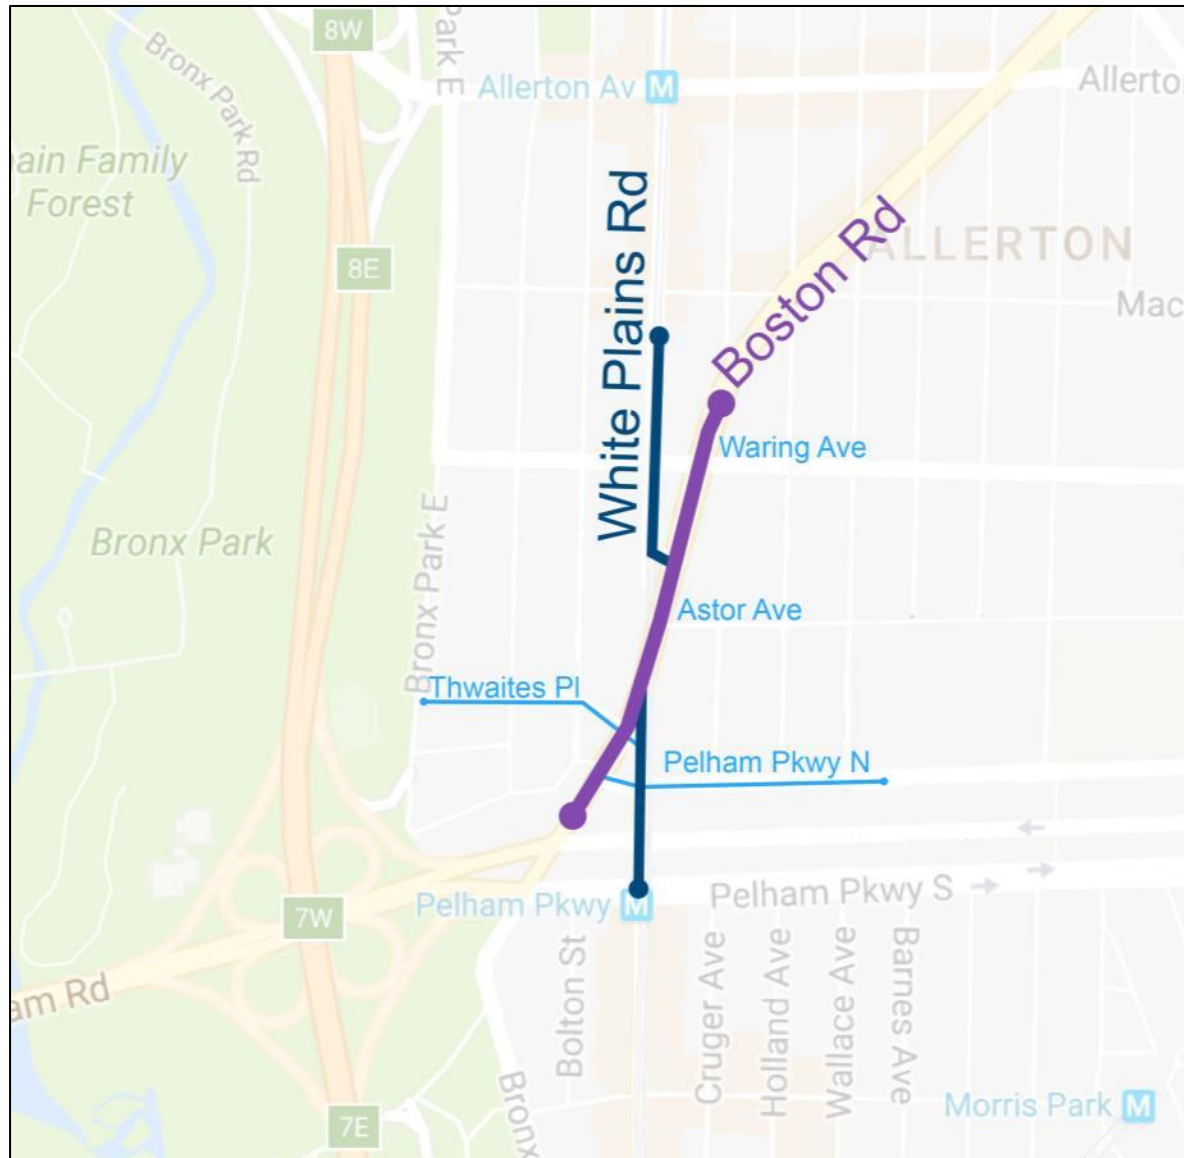 8W
Bronx Park Rd
Park E
Allerton Av M
Allerto
ain Family
Forest
White Plains Rd
Boston Rd
ALLERTON
8E
Mac
Waring Ave
Bronx Park
Bronx Park E
Astor Ave
Thwaites Pl
Pelham Pkwy N
Pelham Pkwy M
Pelham Pkwy S
7W
am Rd
Bolton St
Cruger Ave
Holland Ave
Wallace Ave
Barnes Ave
Bronx
7E
Morris Park M